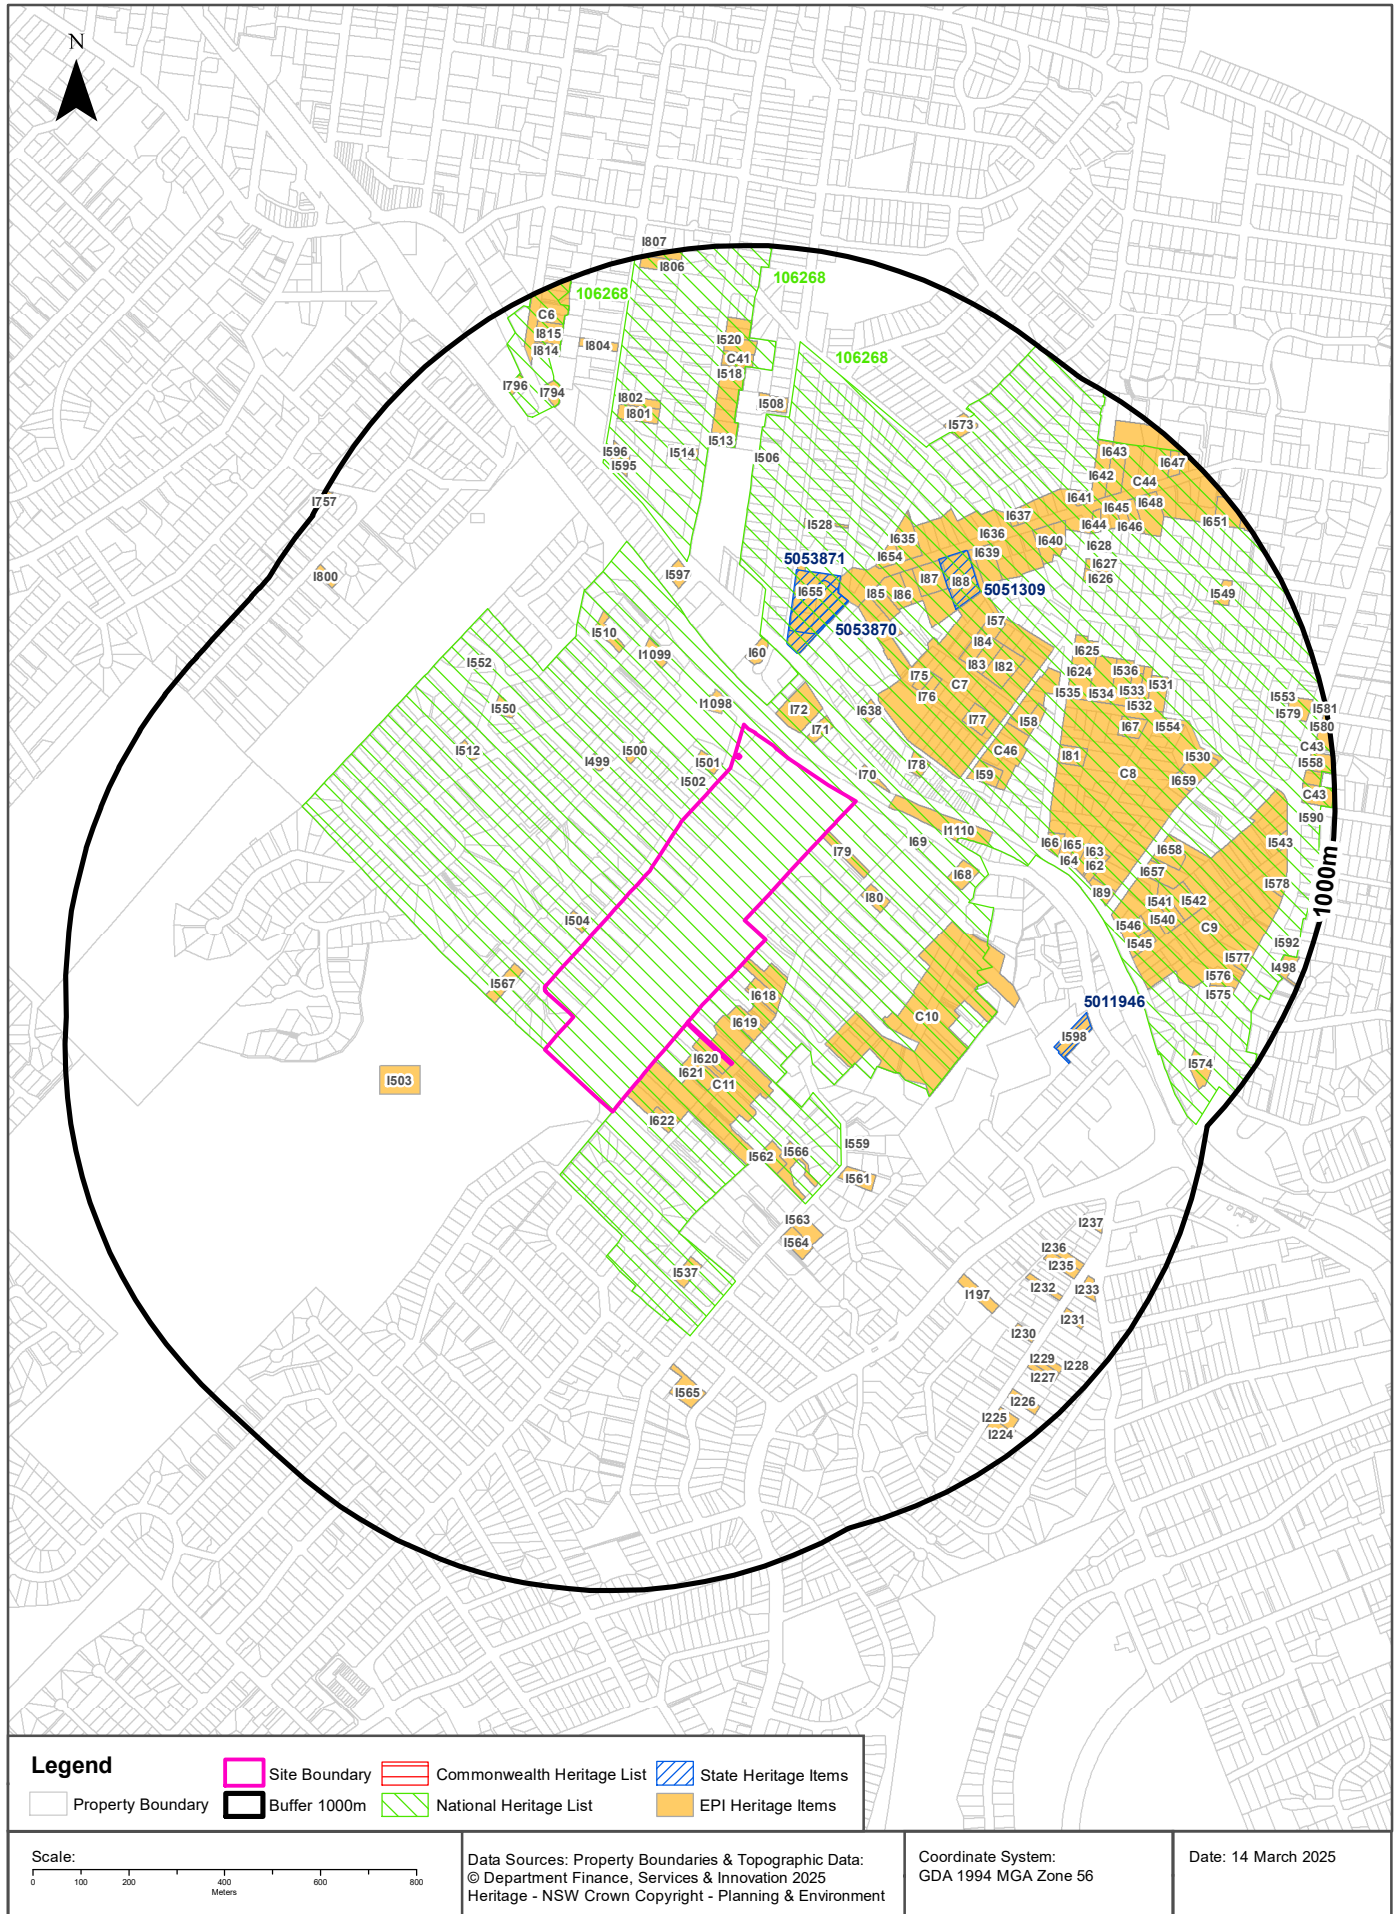 N
I807
I806
106268
106268
C6
I815
I814
I804
I520
C41
I518
106268
I796
I794
I802
I801
I508
I573
I513
I596
I595
I514
I506
I643
I647
I642
C44
I757
I641
I645
I648
I651
I637
I528
I644
I646
I635
I636
I640
I628
I654
I639
5053871
I627
I626
I800
I597
I655
I87
I88
5051309
I85
I86
I549
5053870
I57
I510
I1099
I60
I84
I625
I552
I83
I82
I624
I536
I75
C7
I531
I535
I534
I533
I76
I532
I553
I581
I550
I1098
I72
I638
I579
I77
I58
I67
I554
I580
I71
C43
I512
I500
C46
I81
I530
I499
I501
I78
I558
I502
I70
I59
C8
I659
C43
I590
I1110
I79
I69
I66
I65
I63
I658
I543
I64
I62
1000m
I68
I657
I578
I80
I89
I541
I542
I504
I546
I540
C9
I545
I592
I577
I567
I618
I576
I498
I575
5011946
I619
C10
I598
I620
I621
C11
I574
I503
I622
I559
I562
I566
I561
I563
I237
I564
I236
I235
I537
I232
I233
I197
I231
I230
I229
I228
I227
I565
I226
I225
I224
Legend
Site Boundary
Commonwealth Heritage List
State Heritage Items
Property Boundary
Buffer 1000m
National Heritage List
EPI Heritage Items
Scale:
0 100 200 400 600 800
Meters
Data Sources: Property Boundaries & Topographic Data:
© Department Finance, Services & Innovation 2025
Heritage - NSW Crown Copyright - Planning & Environment
Coordinate System:
GDA 1994 MGA Zone 56
Date: 14 March 2025